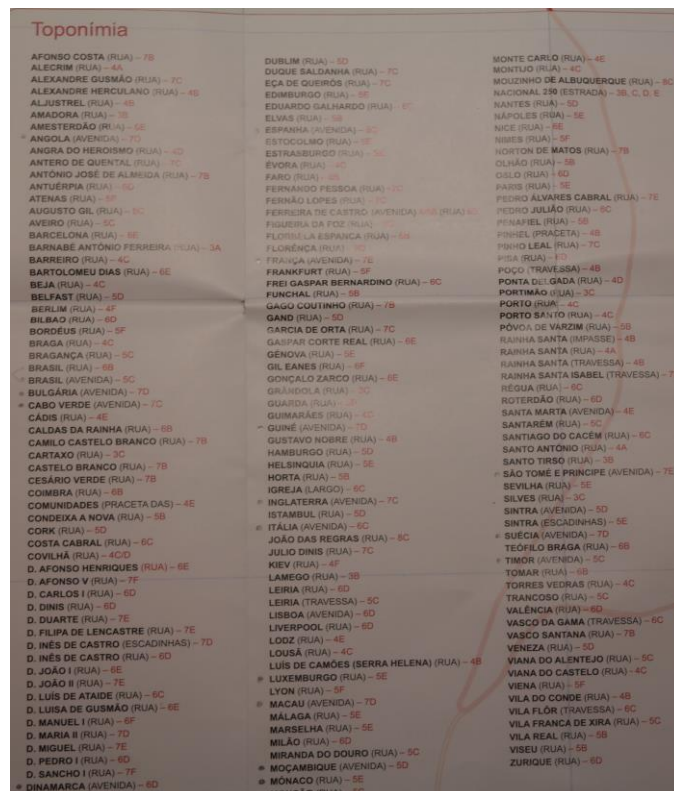 Toponímia
AFONSO COSTA (RUA) – 7B
ALECRIM (RUA) – 4A
ALEXANDRE GUSMÃO (RUA) – 7C
ALEXANDRE HERCULANO (RUA) – 4B
ALJUSTREL (RUA) – 4B
AMADORA (RUA) –
AMESTERDÃO (RUA) –
ANGOLA (AVENIDA) – 7D
ANGRA DO HEROISMO (RUA) – 4D
ANTERO DE QUENTAL (RUA) – 7C
ANTÓNIO JOSÉ DE ALMEIDA (RUA) – 7B
ANTUÉRPIA (RUA) – 6D
ATENAS (RUA) – 5F
AUGUSTO GIL (RUA) – 5C
AVEIRO (RUA) – 5C
BARCELONA (RUA) –
BARNABÉ ANTÓNIO FERREIRA (RUA) – 3A
BARREIRO (RUA) – 4C
BARTOLOMEU DIAS (RUA) – 6E
BEJA (RUA) – 4C
BELFAST (RUA) – 5D
BERLIM (RUA) – 4F
BILBAO (RUA) – 6D
BORDÉUS (RUA) – 5F
BRAGA (RUA) – 4C
BRAGANÇA (RUA) – 5C
BRASIL (RUA) – 6B
BRASIL (AVENIDA) – 5C
BULGÁRIA (AVENIDA) – 7D
CABO VERDE (AVENIDA) – 7C
CÁDIS (RUA) – 4E
CALDAS DA RAINHA (RUA) – 6B
CAMILO CASTELO BRANCO (RUA) – 7B
CARTAXO (RUA) – 3C
CASTELO BRANCO (RUA) – 7B
CESÁRIO VERDE (RUA) – 7B
COIMBRA (RUA) – 6B
COMUNIDADES (PRACETA DAS) – 4E
CONDEIXA A NOVA (RUA) – 5B
CORK (RUA) – 5D
COSTA CABRAL (RUA) – 6C
COVILHÃ (RUA) – 4C/D
D. AFONSO HENRIQUES (RUA) – 6E
D. AFONSO V (RUA) – 7F
D. CARLOS I (RUA) – 6D
D. DINIS (RUA) – 6D
D. DUARTE (RUA) – 7E
D. FILIPA DE LENCASTRE (RUA) – 7E
D. INÊS DE CASTRO (ESCADINHAS) – 7D
D. INÊS DE CASTRO (RUA) – 6D
D. JOÃO I (RUA) – 6E
D. JOÃO II (RUA) – 7E
D. LUÍS DE ATAIDE (RUA) – 6C
D. LUISA DE GUSMÃO (RUA) – 6E
D. MANUEL I (RUA) – 6F
D. MARIA II (RUA) – 7D
D. MIGUEL (RUA) – 7E
D. PEDRO I (RUA) – 6D
D. SANCHO I (RUA) – 7F
DINAMARCA (AVENIDA) – 6D
DUBLIM (RUA) – 5D
DUQUE SALDANHA (RUA) – 7C
EÇA DE QUEIRÓS (RUA) – 7C
EDIMBURGO (RUA) – 5E
EDUARDO GALHARDO (RUA) – 6C
ELVAS (RUA) – 5B
ESPANHA (AVENIDA) –
ESTOCOLMO (RUA) –
ESTRASBURGO (RUA) –
ÉVORA (RUA) – 4C
FARO (RUA) –
FERNANDO PESSOA (RUA) – 7C
FERNÃO LOPES (RUA) – 7C
FERREIRA DE CASTRO (AVENIDA)
FIGUEIRA DA FOZ (RUA)
FLORBELA ESPANCA (RUA) –
FLORENÇA (RUA)
FRANÇA (AVENIDA) – 7E
FRANKFURT (RUA) – 5F
FREI GASPAR BERNARDINO (RUA) – 6C
FUNCHAL (RUA) – 5B
GAGO COUTINHO (RUA) – 7B
GAND (RUA) – 5D
GARCIA DE ORTA (RUA) – 7C
GASPAR CORTE REAL (RUA) – 6E
GÉNOVA (RUA) – 5E
GIL EANES (RUA) – 6F
GONÇALO ZARCO (RUA) – 6E
GRÂNDOLA (RUA) – 3C
GUARDA (RUA) –
GUIMARÃES (RUA) –
GUINÉ (AVENIDA) – 7D
GUSTAVO NOBRE (RUA) – 4B
HAMBURGO (RUA) – 5D
HELSINQUIA (RUA) – 5E
HORTA (RUA) – 5B
IGREJA (LARGO) – 6C
INGLATERRA (AVENIDA) – 7C
ISTAMBUL (RUA) – 5D
ITÁLIA (AVENIDA) – 6C
JOÃO DAS REGRAS (RUA) – 8C
JULIO DINIS (RUA) – 7C
KIEV (RUA) – 4F
LAMEGO (RUA) – 3B
LEIRIA (RUA) – 6D
LEIRIA (TRAVESSA) – 5C
LISBOA (AVENIDA) – 6D
LIVERPOOL (RUA) – 6D
LODZ (RUA) – 4E
LOUSÃ (RUA) – 4C
LUÍS DE CAMÕES (SERRA HELENA) (RUA) – 4B
LUXEMBURGO (RUA) – 5E
LYON (RUA) – 5F
MACAU (AVENIDA) – 7D
MÁLAGA (RUA) – 5E
MARSELHA (RUA) – 5E
MILÃO (RUA) – 6D
MIRANDA DO DOURO (RUA) – 5C
MOÇAMBIQUE (AVENIDA) – 5D
MÓNACO (RUA) – 5E
MONTE CARLO (RUA) – 4E
MONTIJO (RUA) – 4C
MOUZINHO DE ALBUQUERQUE (RUA) – 8C
NACIONAL 250 (ESTRADA) – 3B, C, D, E
NANTES (RUA) – 5D
NÁPOLES (RUA) – 5E
NICE (RUA) – 6E
NIMES (RUA) – 5F
NORTON DE MATOS (RUA) – 7B
OLHÃO (RUA) – 5B
OSLO (RUA) – 6D
PARIS (RUA) – 5E
PEDRO ÁLVARES CABRAL (RUA) – 7E
PEDRO JULIÃO (RUA) – 6C
PENAFIEL (RUA) – 5B
PINHEL (PRACETA) – 4B
PINHO LEAL (RUA) – 7C
PISA (RUA) –
POÇO (TRAVESSA) – 4B
PONTA DELGADA (RUA) – 4D
PORTIMÃO (RUA) – 3C
PORTO (RUA) – 4C
PORTO SANTO (RUA) – 4C
PÓVOA DE VARZIM (RUA) – 5B
RAINHA SANTA (IMPASSE) – 4B
RAINHA SANTA (RUA) – 4A
RAINHA SANTA (TRAVESSA) – 4B
RAINHA SANTA ISABEL (TRAVESSA) –
RÉGUA (RUA) – 6C
ROTERDÃO (RUA) – 6D
SANTA MARTA (AVENIDA) – 4E
SANTARÉM (RUA) – 5C
SANTIAGO DO CACÉM (RUA) – 6C
SANTO ANTÓNIO (RUA) – 4A
SANTO TIRSO (RUA) – 3B
SÃO TOMÉ E PRINCIPE (AVENIDA) – 7E
SEVILHA (RUA) – 5E
SILVES (RUA) – 3C
SINTRA (AVENIDA) – 5D
SINTRA (ESCADINHAS) – 5E
SUÉCIA (AVENIDA) – 7D
TEÓFILO BRAGA (RUA) – 6B
TIMOR (AVENIDA) – 5C
TOMAR (RUA) – 6B
TORRES VEDRAS (RUA) – 4C
TRANCOSO (RUA) – 5C
VALÊNCIA (RUA) – 6D
VASCO DA GAMA (TRAVESSA) – 6C
VASCO SANTANA (RUA) – 7B
VENEZA (RUA) – 5D
VIANA DO ALENTEJO (RUA) – 5C
VIANA DO CASTELO (RUA) – 4C
VIENA (RUA) – 5F
VILA DO CONDE (RUA) – 4B
VILA FLÔR (TRAVESSA) – 6C
VILA FRANCA DE XIRA (RUA) – 5C
VILA REAL (RUA) – 5B
VISEU (RUA) – 5B
ZURIQUE (RUA) – 6D